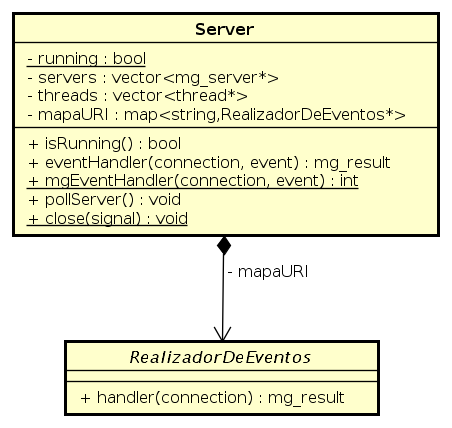 Server
- running : bool
- servers : vector<mg_server*>
- threads : vector<thread*>
- mapaURI : map<string,RealizadorDeEventos*>
+ isRunning() : bool
+ eventHandler(connection, event) : mg_result
+ mgEventHandler(connection, event) : int
+ pollServer() : void
+ close(signal) : void
- mapaURI
RealizadorDeEventos
+ handler(connection) : mg_result